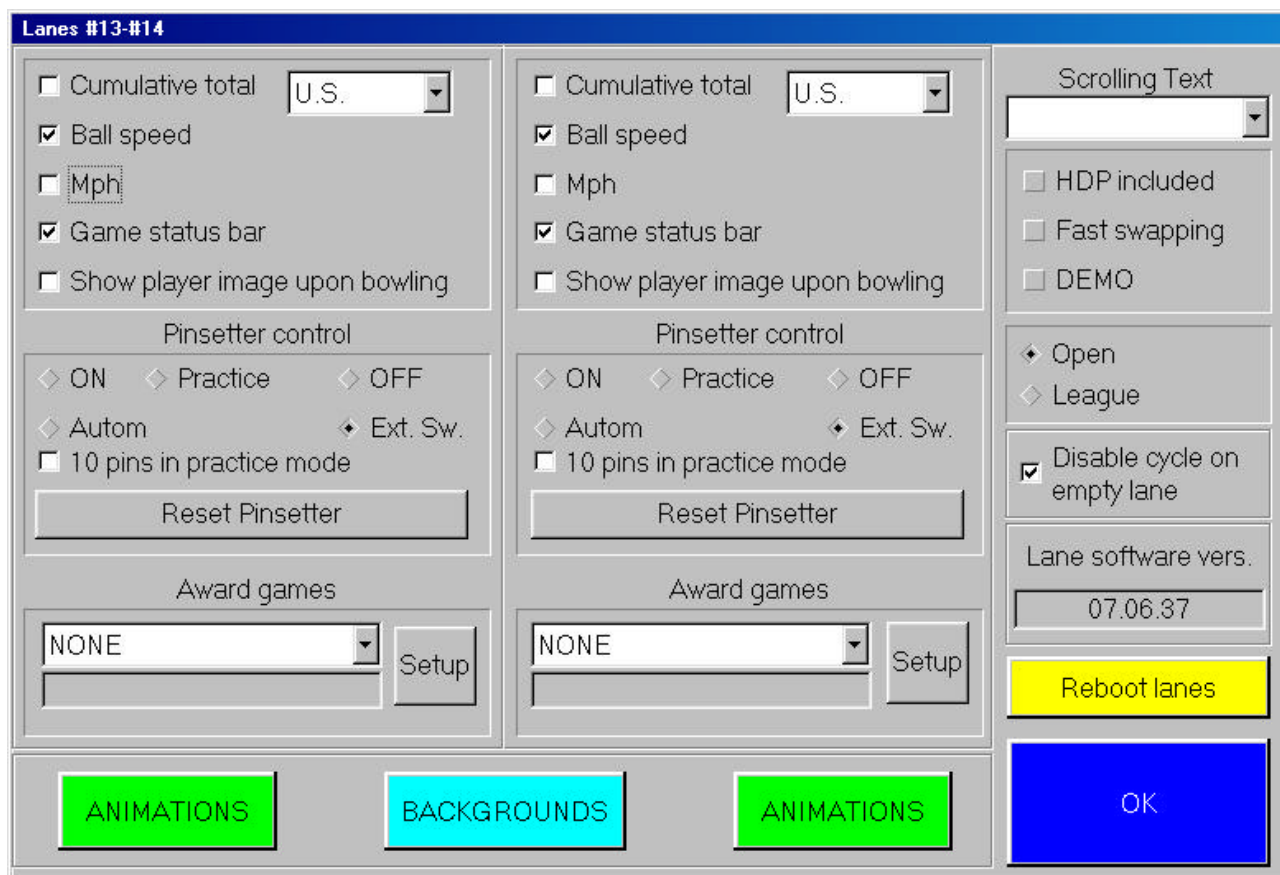 Lanes #13-#14
Cumulative total
U.S.
Ball speed
Mph
Game status bar
Show player image upon bowling
Pinsetter control
ON
Practice
OFF
Autom
Ext. Sw.
10 pins in practice mode
Reset Pinsetter
Award games
NONE
Setup
Cumulative total
U.S.
Ball speed
Mph
Game status bar
Show player image upon bowling
Pinsetter control
ON
Practice
OFF
Autom
Ext. Sw.
10 pins in practice mode
Reset Pinsetter
Award games
NONE
Setup
Scrolling Text
HDP included
Fast swapping
DEMO
Open
League
Disable cycle on
empty lane
Lane software vers.
07.06.37
Reboot lanes
OK
ANIMATIONS
BACKGROUNDS
ANIMATIONS